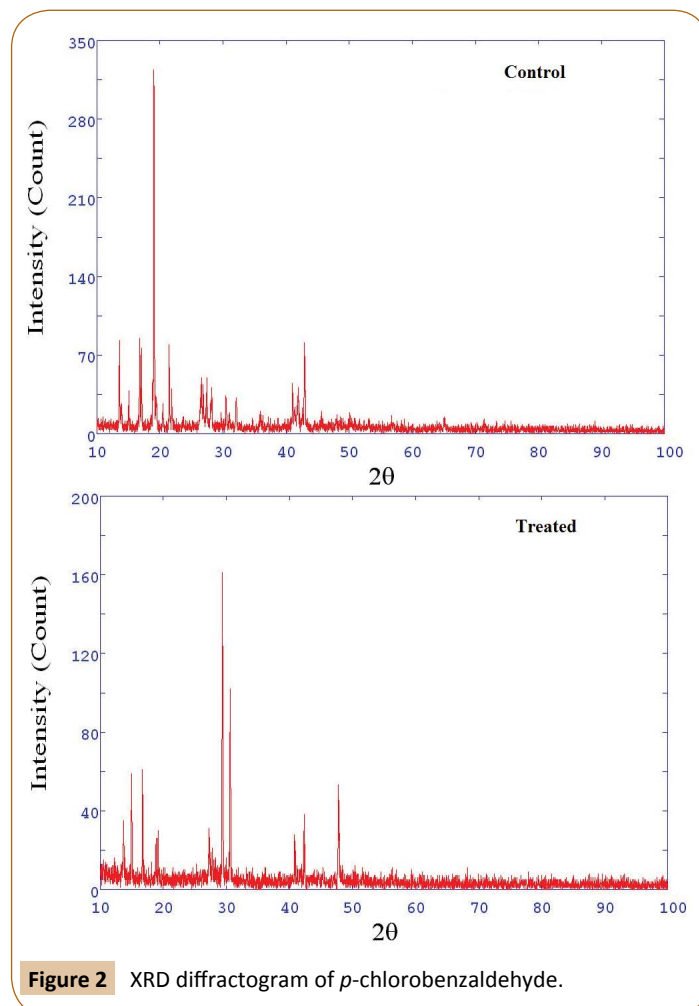 350
Control
280
210
140
70
0
Intensity (Count)
10 20 30 40 50 60 70 80 90 100
2θ
200
Treated
160
120
80
40
0
Intensity (Count)
10 20 30 40 50 60 70 80 90 100
2θ
Figure 2 XRD diffractogram of p-chlorobenzaldehyde.